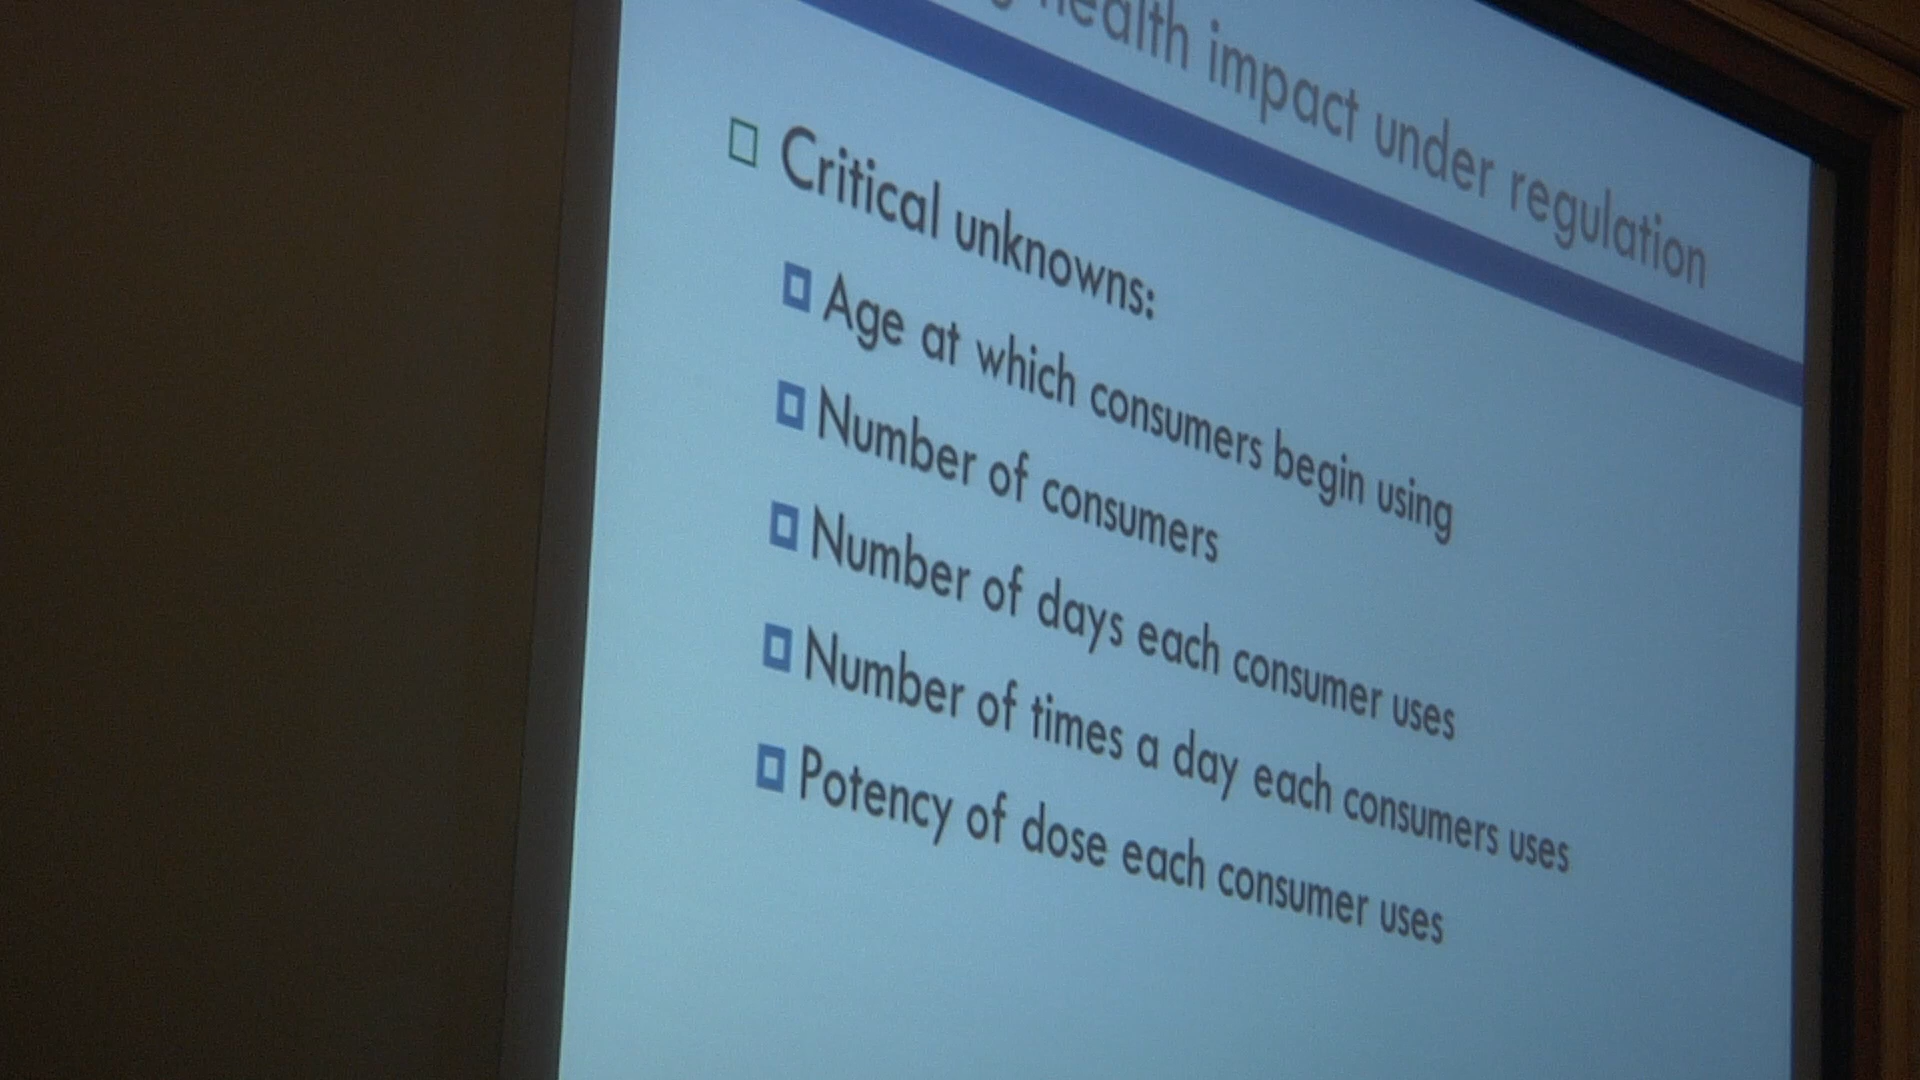 health impact under regulation
Critical unknowns:
Age at which consumers begin using
Number of consumers
Number of days each consumer uses
Number of times a day each consumers uses
Potency of dose each consumer uses